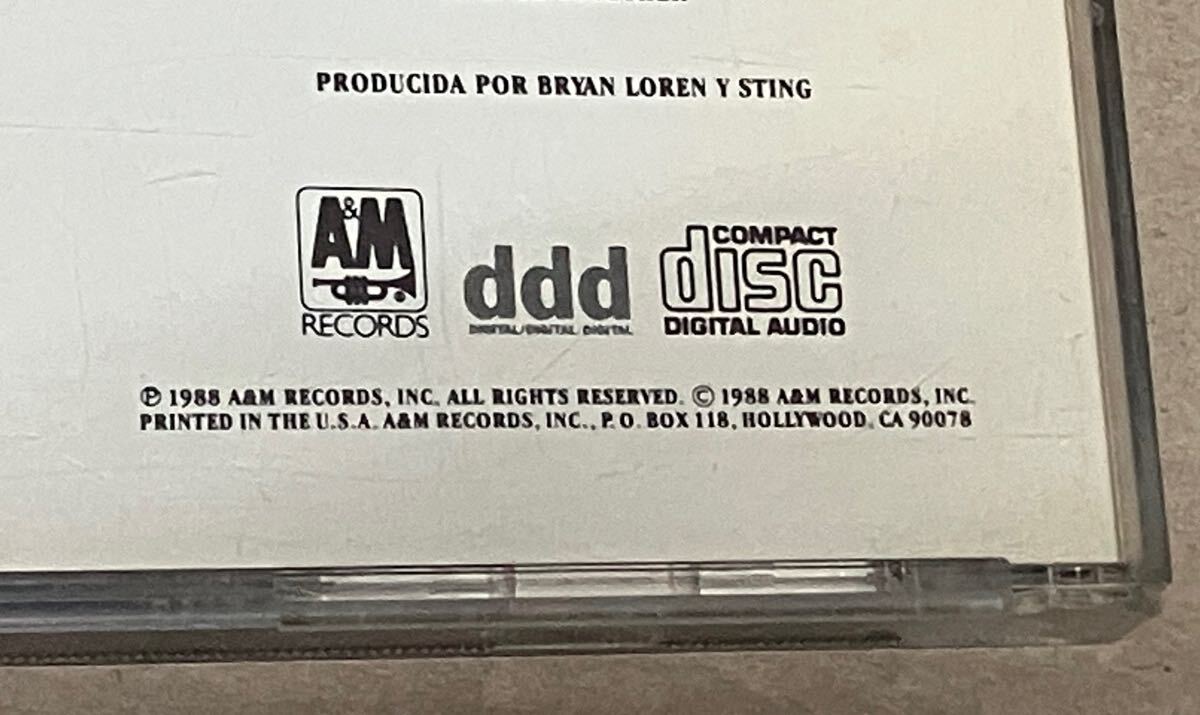 PRODUCIDA POR BRYAN LOREN Y STING
A&M
RECORDS
ddd
DIGITAL/DIGITAL DIGITAL
COMPACT
disc
DIGITAL AUDIO
℗ 1988 A&M RECORDS, INC. ALL RIGHTS RESERVED. © 1988 A&M RECORDS, INC.
PRINTED IN THE U.S.A. A&M RECORDS, INC., P.O. BOX 118, HOLLYWOOD, CA 90078